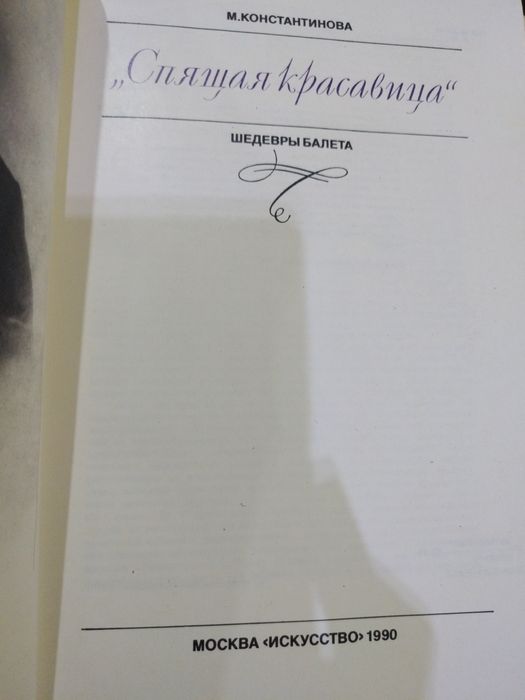 М.КОНСТАНТИНОВА
„Спящая красавица“
ШЕДЕВРЫ БАЛЕТА
МОСКВА «ИСКУССТВО» 1990